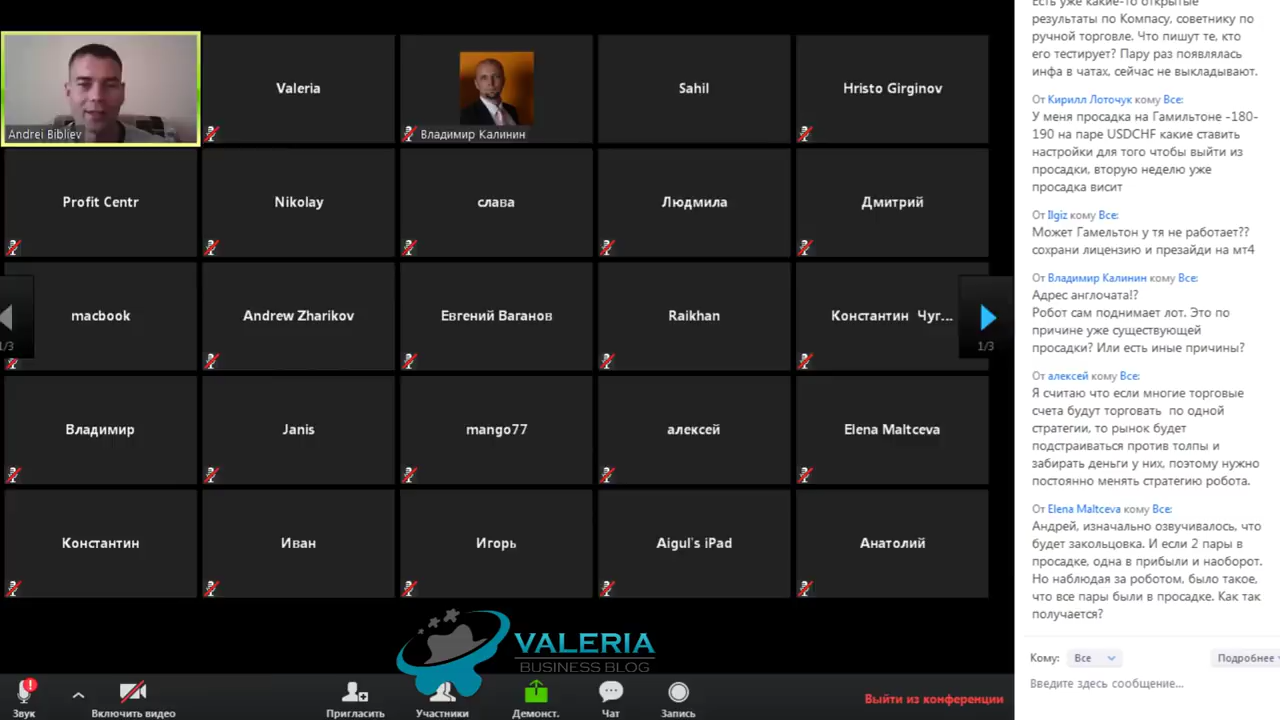 Andrei Bibliev
Valeria
Владимир Калинин
Sahil
Hristo Girginov
Profit Centr
Nikolay
слава
Людмила
Дмитрий
macbook
Andrew Zharikov
Евгений Ваганов
Raikhan
Константин Чуг...
1/3
1/3
Владимир
Janis
mango77
алексей
Elena Maltceva
Константин
Иван
Игорь
Aigul's iPad
Анатолий
VALERIA
BUSINESS BLOG
Звук
Включить видео
Пригласить
Участники
Демонст.
Чат
Запись
Выйти из конференции
Есть уже какие-то открытые
результаты по Компасу, советнику по
ручной торговле. Что пишут те, кто
его тестирует? Пару раз появлялась
инфа в чатах, сейчас не выкладывают.
От Кирилл Лоточук кому Все:
У меня просадка на Гамильтоне -180-
190 на паре USDCHF какие ставить
настройки для того чтобы выйти из
просадки, вторую неделю уже
просадка висит
От Ilgiz кому Все:
Может Гамельтон у тя не работает??
сохрани лицензию и презайди на мт4
От Владимир Калинин кому Все:
Адрес англочата!?
Робот сам поднимает лот. Это по
причине уже существующей
просадки? Или есть иные причины?
От алексей кому Все:
Я считаю что если многие торговые
счета будут торговать по одной
стратегии, то рынок будет
подстраиваться против толпы и
забирать деньги у них, поэтому нужно
постоянно менять стратегию робота.
От Elena Maltceva кому Все:
Андрей, изначально озвучивалось, что
будет закольцовка. И если 2 пары в
просадке, одна в прибыли и наоборот.
Но наблюдая за роботом, было такое,
что все пары были в просадке. Как так
получается?
Кому: Все
Подробнее
Введите здесь сообщение...